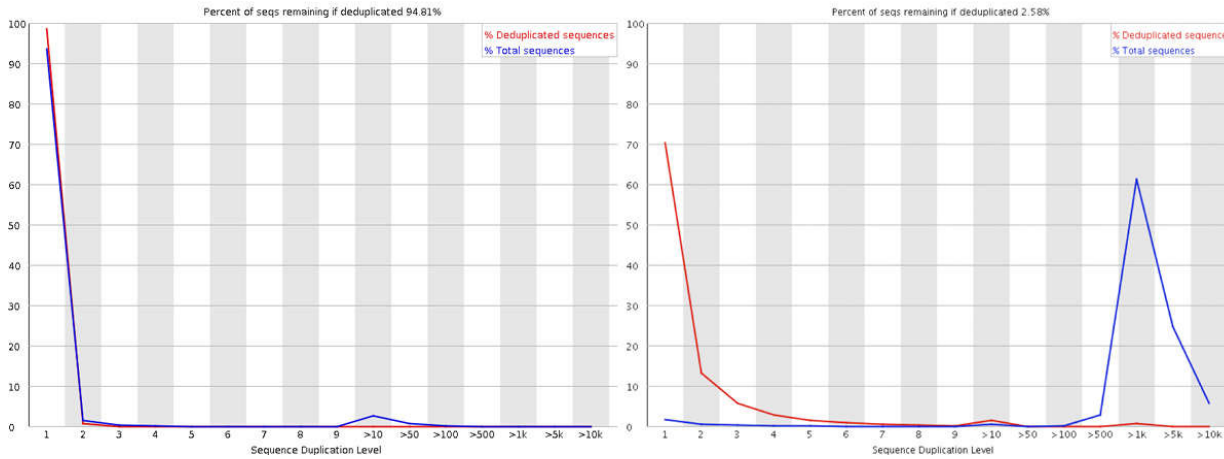 Percent of seqs remaining if deduplicated 94.81%
% Deduplicated sequences
% Total sequences
100
90
80
70
60
50
40
30
20
10
0
1 2 3 4 5 6 7 8 9 >10 >50 >100 >500 >1k >5k >10k
Sequence Duplication Level
Percent of seqs remaining if deduplicated 2.58%
% Deduplicated sequence
% Total sequences
100
90
80
70
60
50
40
30
20
10
0
1 2 3 4 5 6 7 8 9 >10 >50 >100 >500 >1k >5k >10k
Sequence Duplication Level